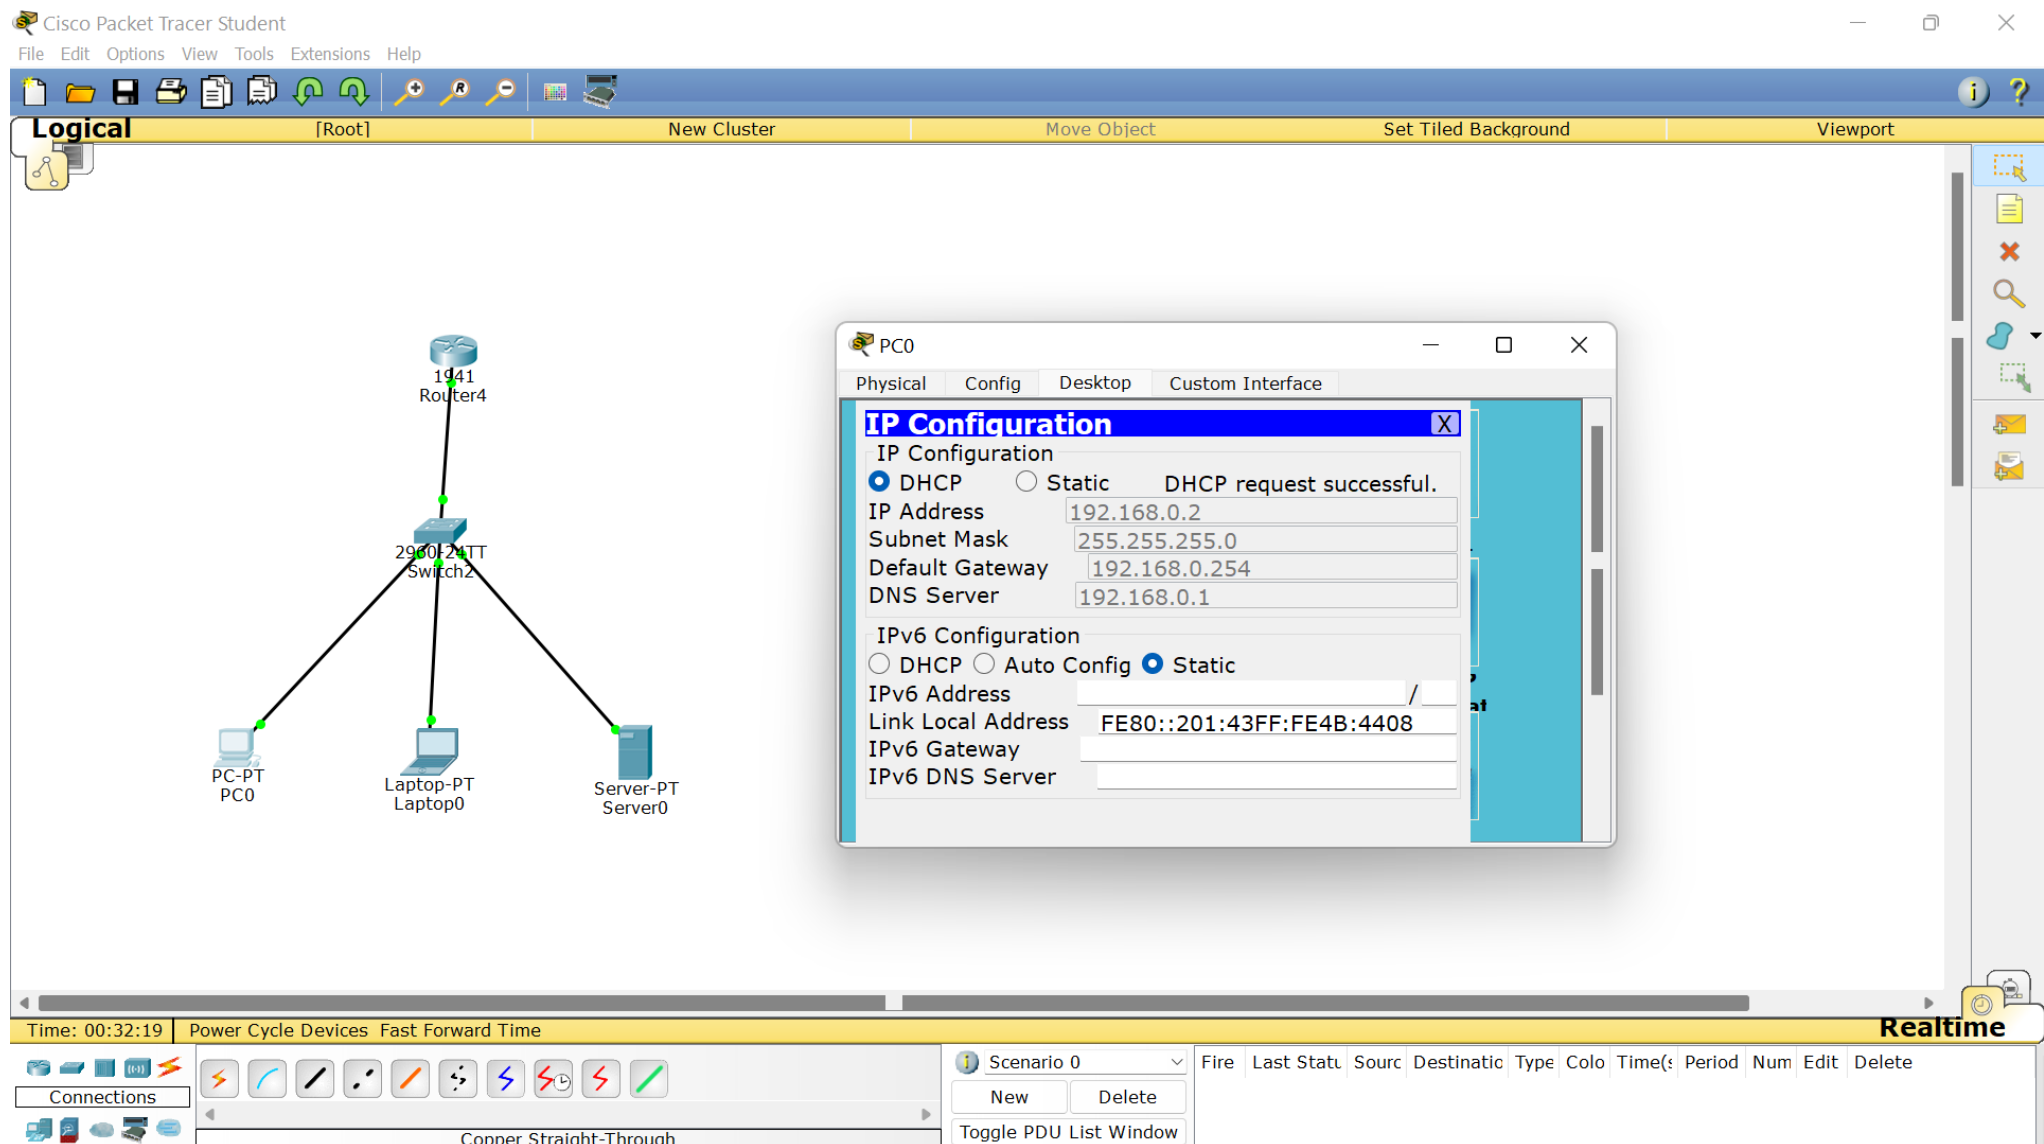 Cisco Packet Tracer Student
File Edit Options View Tools Extensions Help
Logical [Root] New Cluster Move Object Set Tiled Background Viewport
1941
Router4
2960-24TT
Switch2
PC-PT
PC0
Laptop-PT
Laptop0
Server-PT
Server0
PC0
Physical Config Desktop Custom Interface
IP Configuration X
IP Configuration
DHCP Static DHCP request successful.
IP Address 192.168.0.2
Subnet Mask 255.255.255.0
Default Gateway 192.168.0.254
DNS Server 192.168.0.1
IPv6 Configuration
DHCP Auto Config Static
IPv6 Address /
Link Local Address FE80::201:43FF:FE4B:4408
IPv6 Gateway
IPv6 DNS Server
Time: 00:32:19 Power Cycle Devices Fast Forward Time Realtime
Connections
Copper Straight-Through
Scenario 0
New Delete
Toggle PDU List Window
Fire Last Statu Sourc Destinatio Type Colo Time(s Period Num Edit Delete